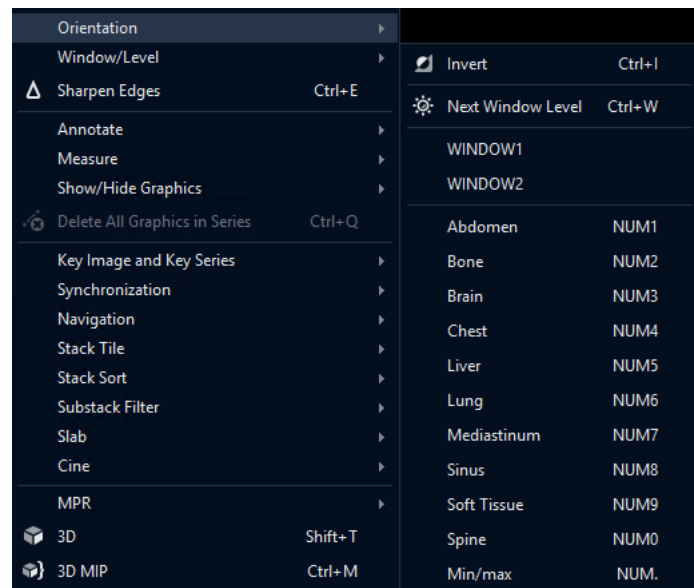 Orientation
Window/Level
Sharpen Edges Ctrl+E
Annotate
Measure
Show/Hide Graphics
Delete All Graphics in Series Ctrl+Q
Key Image and Key Series
Synchronization
Navigation
Stack Tile
Stack Sort
Substack Filter
Slab
Cine
MPR
3D Shift+T
3D MIP Ctrl+M
Invert Ctrl+I
Next Window Level Ctrl+W
WINDOW1
WINDOW2
Abdomen NUM1
Bone NUM2
Brain NUM3
Chest NUM4
Liver NUM5
Lung NUM6
Mediastinum NUM7
Sinus NUM8
Soft Tissue NUM9
Spine NUM0
Min/max NUM.